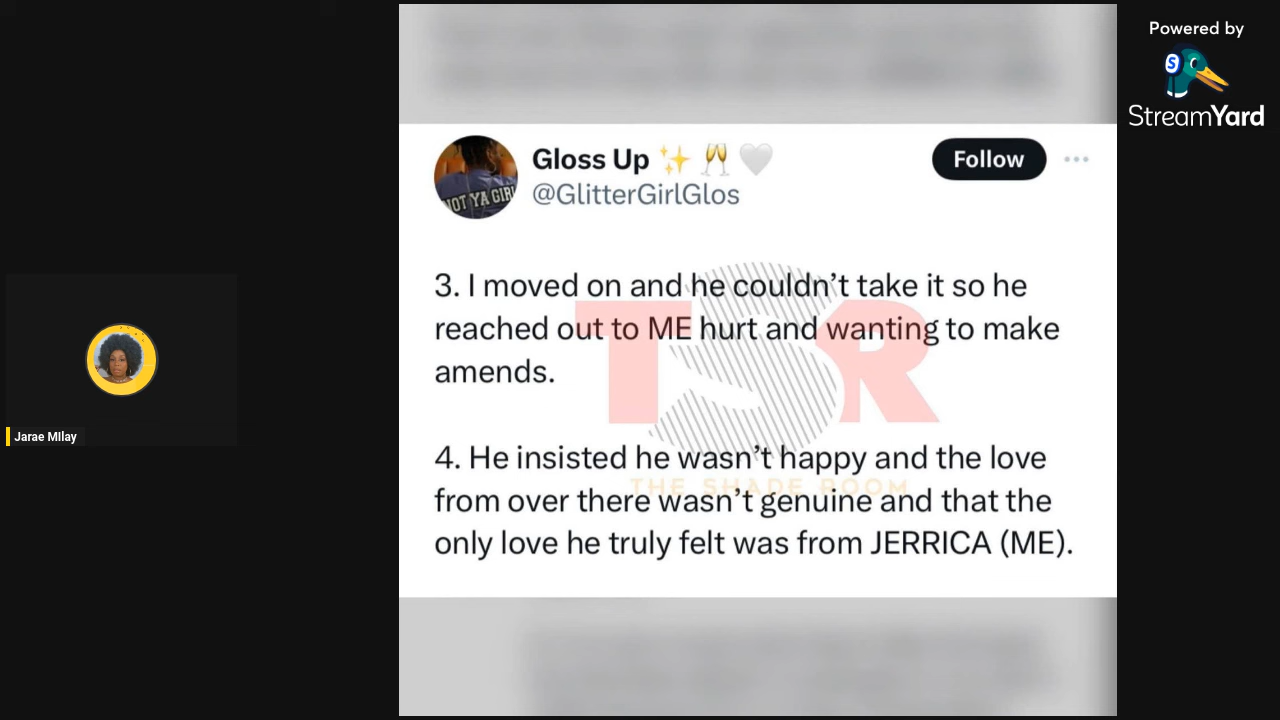 Powered by
S
StreamYard
Gloss Up ✨ 🥂 🤍
@GlitterGirlGlos
Follow
NOT YA GIRL
3. I moved on and he couldn’t take it so he
reached out to ME hurt and wanting to make
amends.
4. He insisted he wasn’t happy and the love
from over there wasn’t genuine and that the
only love he truly felt was from JERRICA (ME).
TSR
THE SHADE ROOM
Jarae MIlay